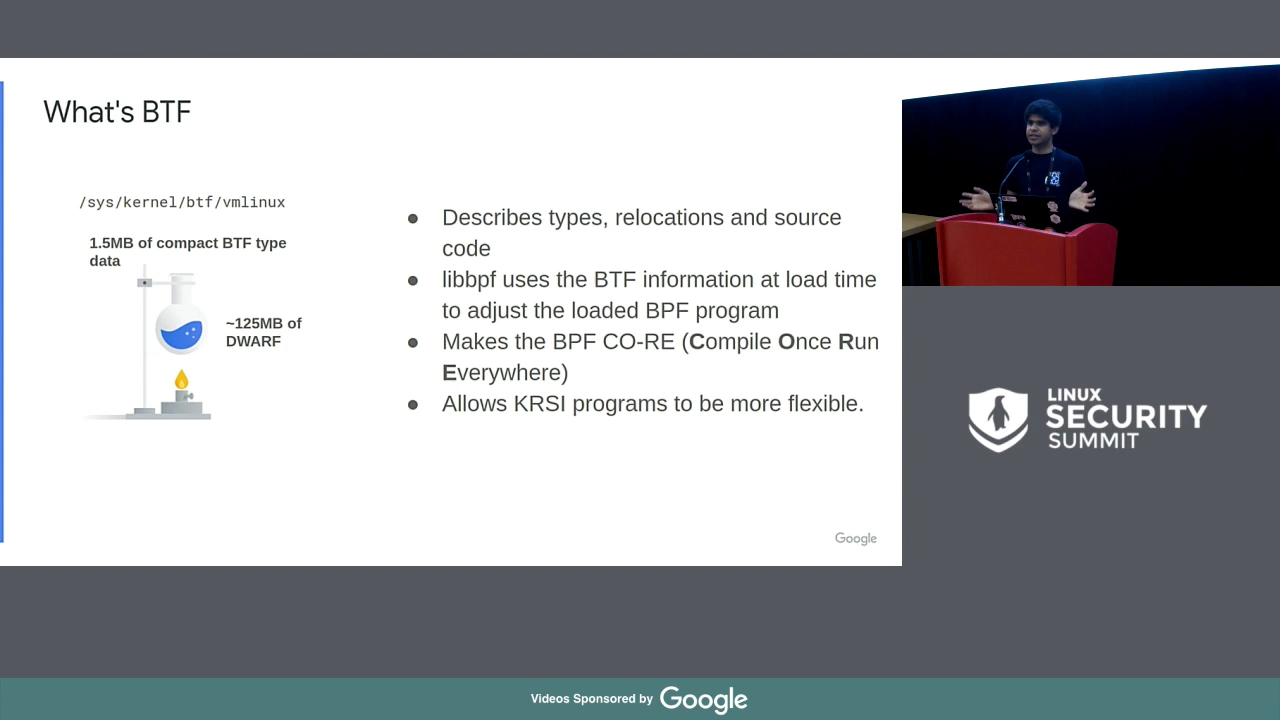 What's BTF
/sys/kernel/btf/vmlinux
1.5MB of compact BTF type
data
~125MB of
DWARF
● Describes types, relocations and source
code
● libbpf uses the BTF information at load time
to adjust the loaded BPF program
● Makes the BPF CO-RE (Compile Once Run
Everywhere)
● Allows KRSI programs to be more flexible.
Google
LINUX
SECURITY
SUMMIT
Videos Sponsored by Google